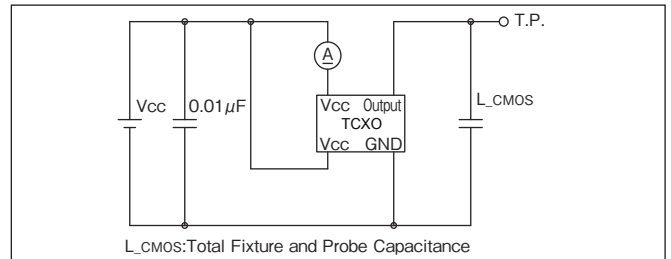 T.P.
A
Vcc 0.01μF
Vcc Output
TCXO
Vcc GND
L_CMOS
L_CMOS:Total Fixture and Probe Capacitance